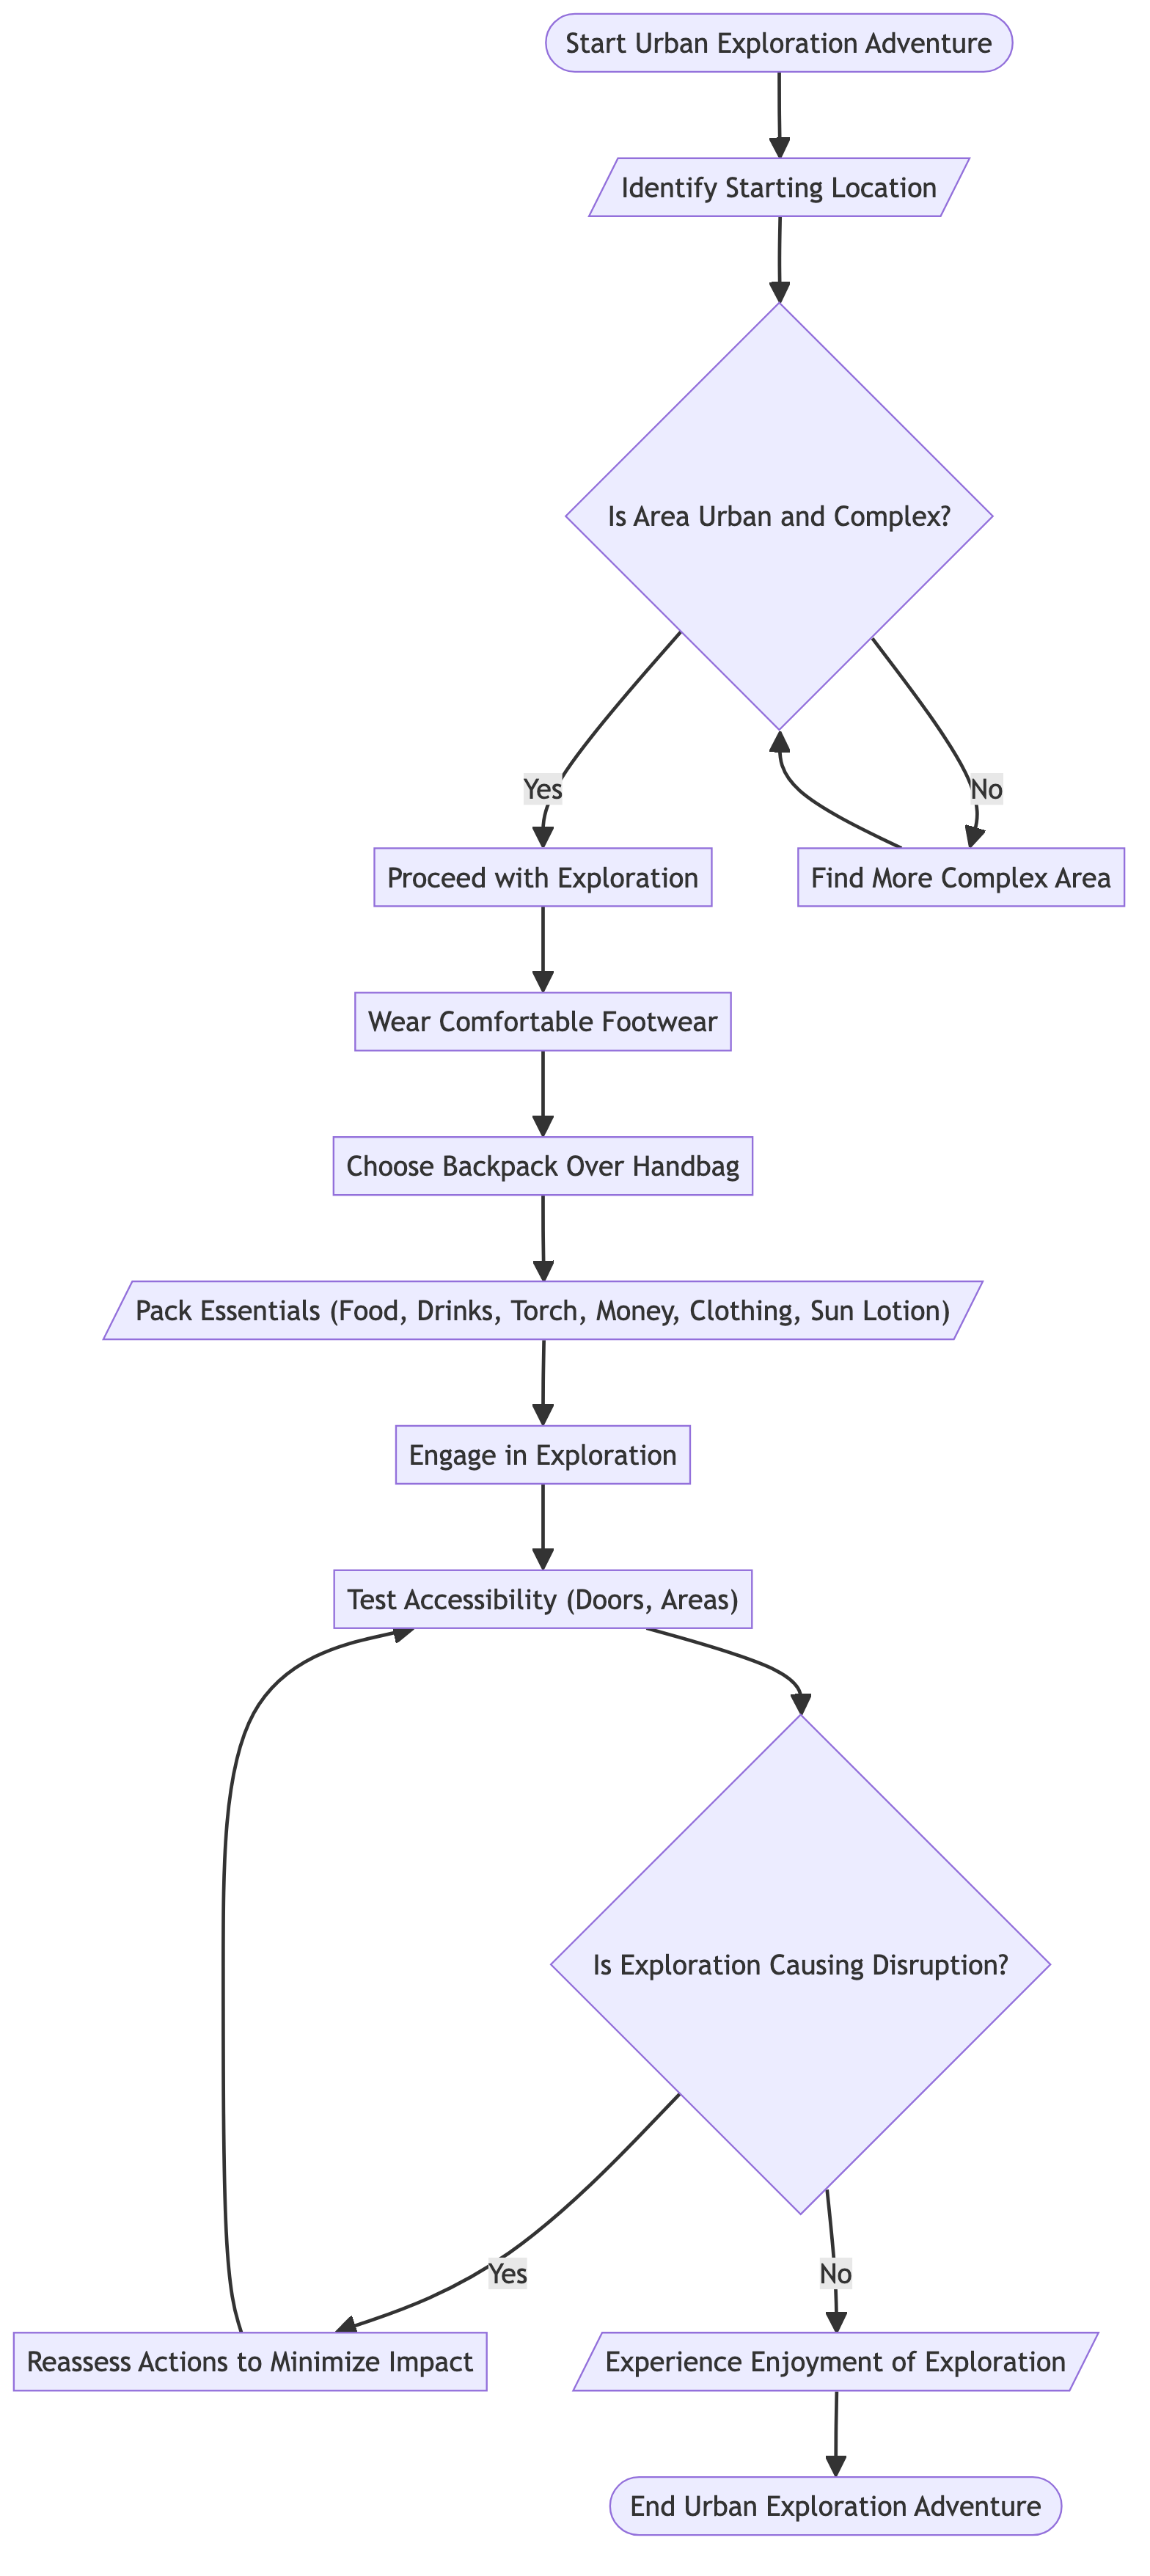 Start Urban Exploration Adventure
Identify Starting Location
Is Area Urban and Complex?
Yes
No
Proceed with Exploration
Find More Complex Area
Wear Comfortable Footwear
Choose Backpack Over Handbag
Pack Essentials (Food, Drinks, Torch, Money, Clothing, Sun Lotion)
Engage in Exploration
Test Accessibility (Doors, Areas)
Is Exploration Causing Disruption?
Yes
No
Reassess Actions to Minimize Impact
Experience Enjoyment of Exploration
End Urban Exploration Adventure